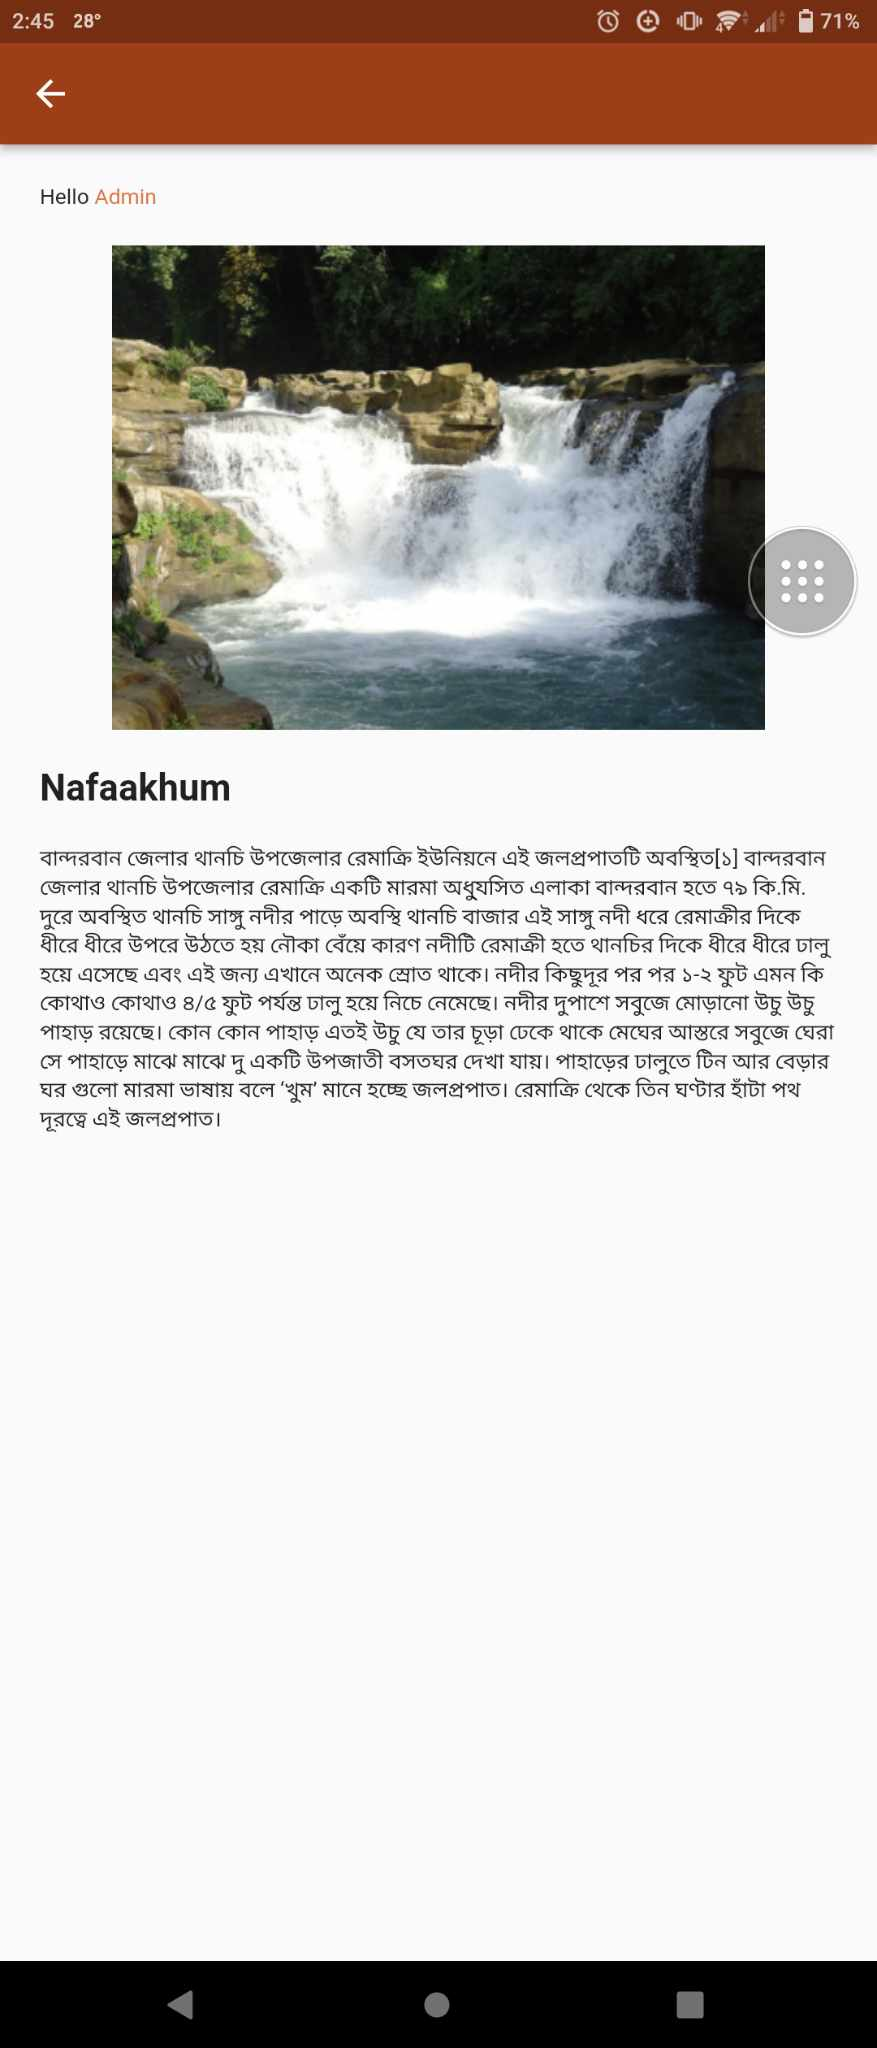 2:45 28° 71%
Hello Admin
Nafaakhum
বান্দরবান জেলার থানচি উপজেলার রেমাক্রি ইউনিয়নে এই জলপ্রপাতটি অবস্থিত[১] বান্দরবান
জেলার থানচি উপজেলার রেমাক্রি একটি মারমা অধ্যুসিত এলাকা বান্দরবান হতে ৭৯ কি.মি.
দুরে অবস্থিত থানচি সাঙ্গু নদীর পাড়ে অবস্থি থানচি বাজার এই সাঙ্গু নদী ধরে রেমাক্রীর দিকে
ধীরে ধীরে উপরে উঠতে হয় নৌকা বেঁয়ে কারণ নদীটি রেমাক্রী হতে থানচির দিকে ধীরে ধীরে ঢালু
হয়ে এসেছে এবং এই জন্য এখানে অনেক স্রোত থাকে। নদীর কিছুদূর পর পর ১-২ ফুট এমন কি
কোথাও কোথাও ৪/৫ ফুট পর্যন্ত ঢালু হয়ে নিচে নেমেছে। নদীর দুপাশে সবুজে মোড়ানো উচু উচু
পাহাড় রয়েছে। কোন কোন পাহাড় এতই উচু যে তার চূড়া ঢেকে থাকে মেঘের আস্তরে সবুজে ঘেরা
সে পাহাড়ে মাঝে মাঝে দু একটি উপজাতী বসতঘর দেখা যায়। পাহাড়ের ঢালুতে টিন আর বেড়ার
ঘর গুলো মারমা ভাষায় বলে ‘খুম’ মানে হচ্ছে জলপ্রপাত। রেমাক্রি থেকে তিন ঘণ্টার হাঁটা পথ
দূরত্বে এই জলপ্রপাত।